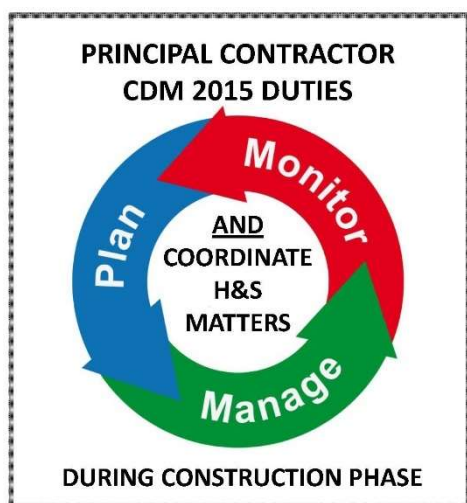 PRINCIPAL CONTRACTOR
CDM 2015 DUTIES
Monitor
Plan
AND
COORDINATE
H&S
MATTERS
Manage
DURING CONSTRUCTION PHASE